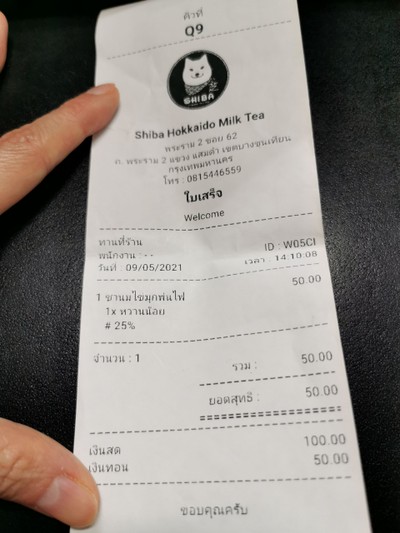 คิวที่
Q9
SHIBA
Shiba Hokkaido Milk Tea
พระราม 2 ซอย 62
ถ. พระราม 2 แขวง แสมดำ เขตบางขุนเทียน
กรุงเทพมหานคร
โทร : 0815446559
ใบเสร็จ
Welcome
ทานที่ร้าน ID : W05CI
พนักงาน : - - เวลา : 14:10:08
วันที่ : 09/05/2021
1 ชานมไข่มุกพ่นไฟ 50.00
1x หวานน้อย
# 25%
จำนวน : 1 รวม : 50.00
ยอดสุทธิ : 50.00
เงินสด 100.00
เงินทอน 50.00
ขอบคุณครับ